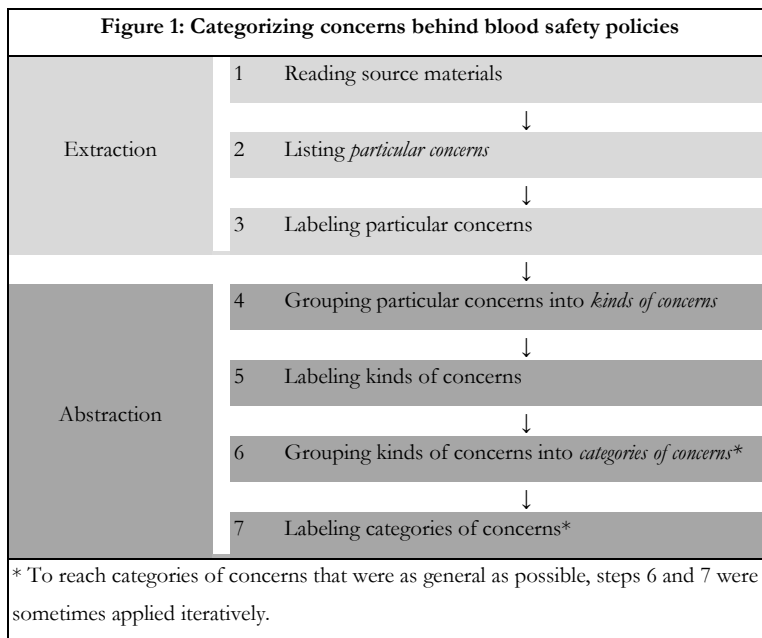 Figure 1: Categorizing concerns behind blood safety policies
Extraction
1 Reading source materials
↓
2 Listing particular concerns
↓
3 Labeling particular concerns
↓
Abstraction
4 Grouping particular concerns into kinds of concerns
↓
5 Labeling kinds of concerns
↓
6 Grouping kinds of concerns into categories of concerns*
↓
7 Labeling categories of concerns*
* To reach categories of concerns that were as general as possible, steps 6 and 7 were
sometimes applied iteratively.